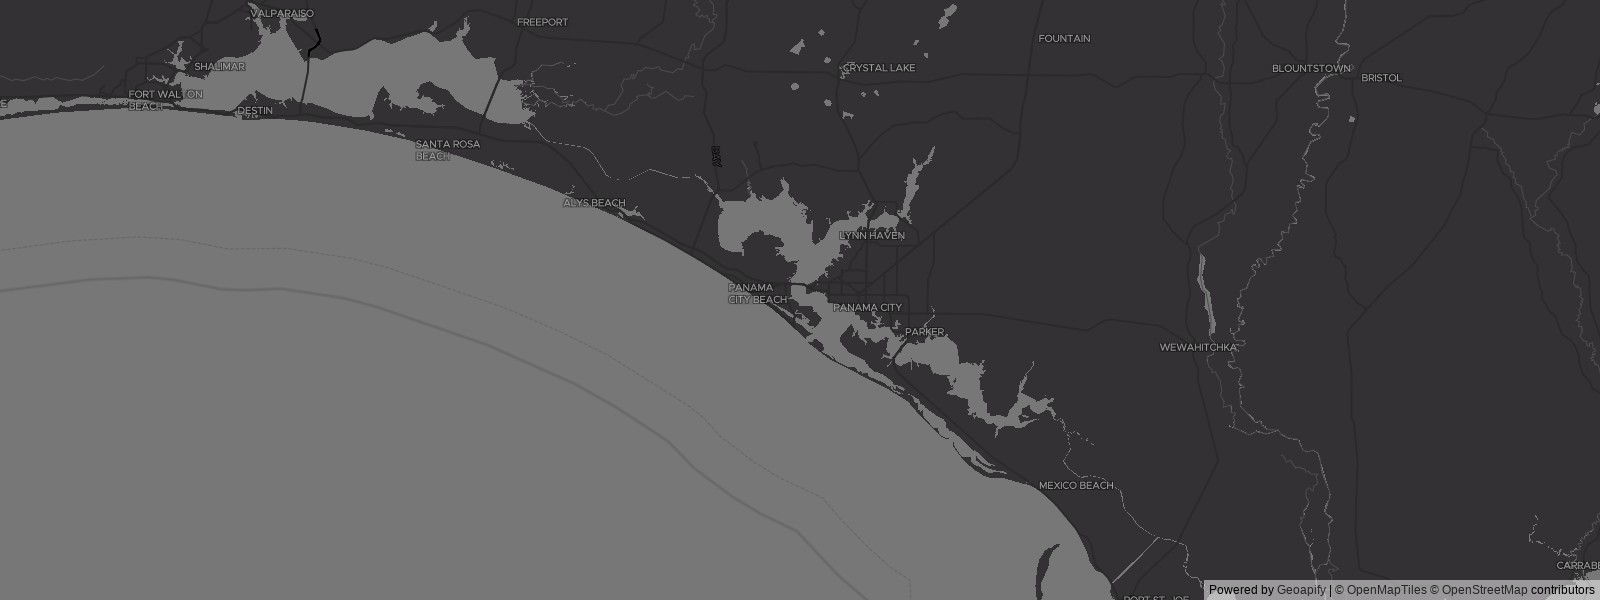 VALPARAISO
FREEPORT
FOUNTAIN
SHALIMAR
CRYSTAL LAKE
BLOUNTSTOWN
BRISTOL
FORT WALTON
BEACH
DESTIN
SANTA ROSA
BEACH
ALYS BEACH
LYNN HAVEN
PANAMA
CITY BEACH
PANAMA CITY
PARKER
WEWAHITCHKA
MEXICO BEACH
CARRABE
PORT ST. JOE
Powered by Geoapify | © OpenMapTiles © OpenStreetMap contributors